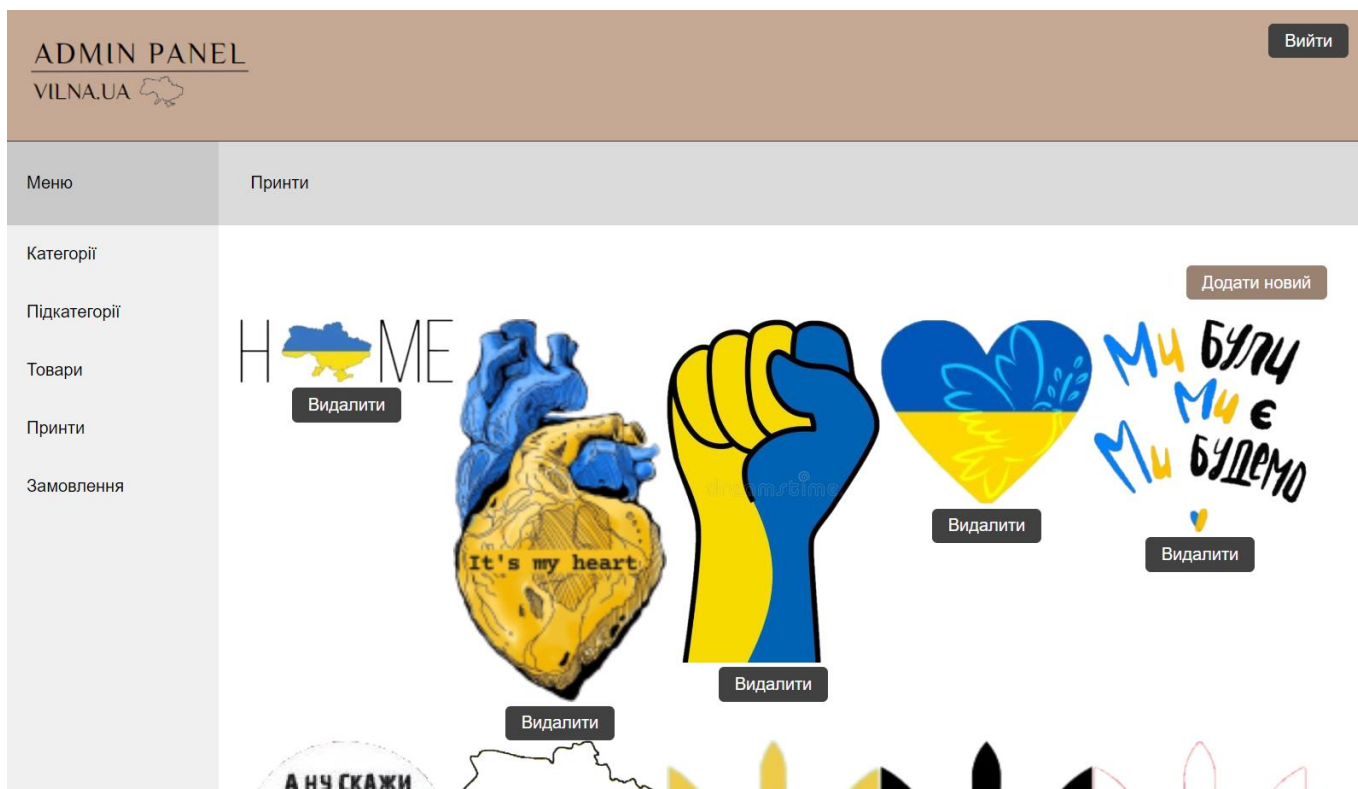 ADMIN PANEL
VILNA.UA
Вийти
Меню
Принти
Категорії
Підкатегорії
Товари
Принти
Замовлення
Додати новий
H ME
Видалити
It's my heart
Видалити
dreamstime
Видалити
Видалити
Ми БУЛИ
Ми Є
Ми БУДЕМО
Видалити
А НУ СКАЖИ